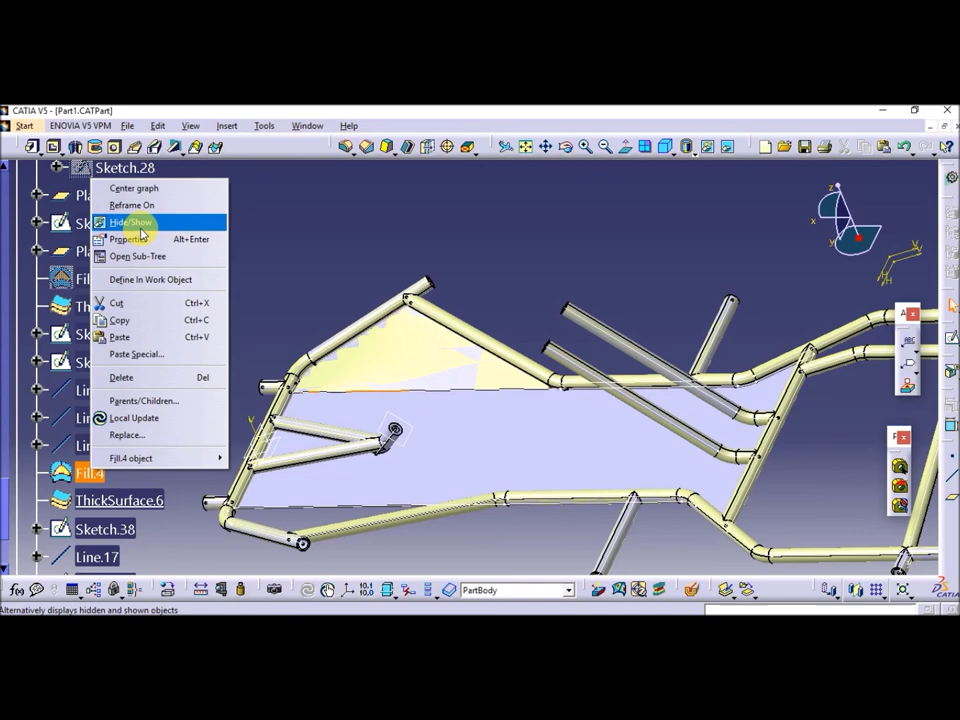 CATIA V5 - [Part1.CATPart]
Start ENOVIA V5 VPM File Edit View Insert Tools Window Help
Sketch.28
Center graph
Reframe On
Hide/Show
Properties Alt+Enter
Open Sub-Tree
Define In Work Object
Cut Ctrl+X
Copy Ctrl+C
Paste Ctrl+V
Paste Special...
Delete Del
Parents/Children...
Local Update
Replace...
Fill.4 object
Fill.4
ThickSurface.6
Sketch.38
Line.17
z
x
y
ABC
PartBody
Alternatively displays hidden and shown objects